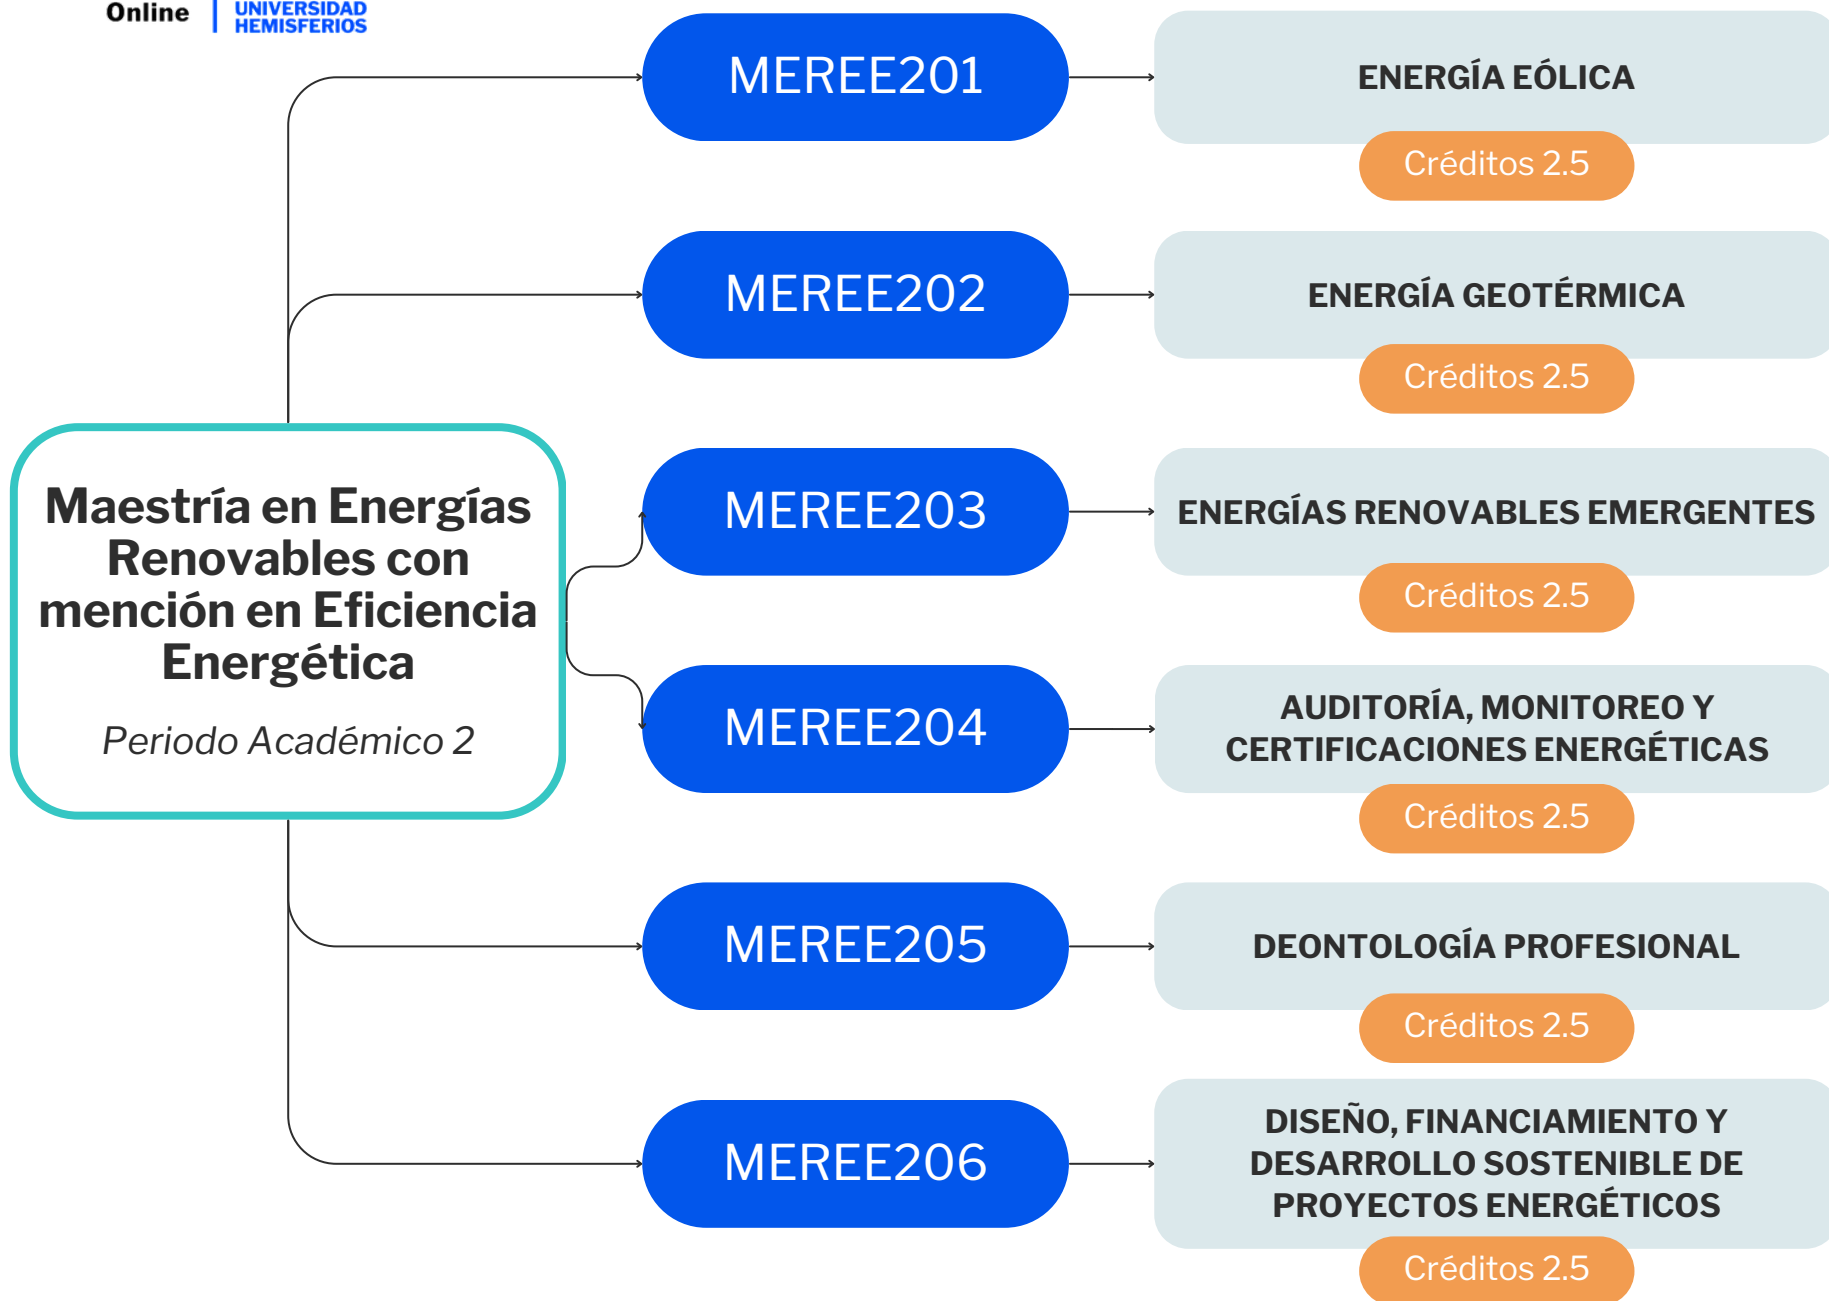 Online
UNIVERSIDAD
HEMISFERIOS
Maestría en Energías
Renovables con
mención en Eficiencia
Energética
Periodo Académico 2
MEREE201
ENERGÍA EÓLICA
Créditos 2.5
MEREE202
ENERGÍA GEOTÉRMICA
Créditos 2.5
MEREE203
ENERGÍAS RENOVABLES EMERGENTES
Créditos 2.5
MEREE204
AUDITORÍA, MONITOREO Y
CERTIFICACIONES ENERGÉTICAS
Créditos 2.5
MEREE205
DEONTOLOGÍA PROFESIONAL
Créditos 2.5
MEREE206
DISEÑO, FINANCIAMIENTO Y
DESARROLLO SOSTENIBLE DE
PROYECTOS ENERGÉTICOS
Créditos 2.5